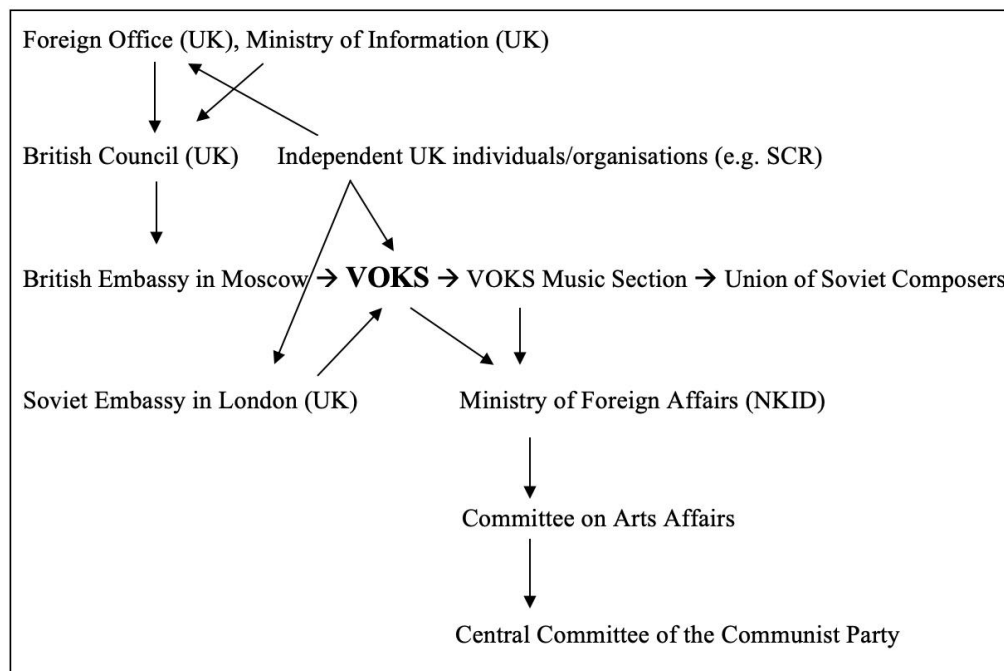 Foreign Office (UK), Ministry of Information (UK)
British Council (UK) Independent UK individuals/organisations (e.g. SCR)
British Embassy in Moscow → VOKS → VOKS Music Section → Union of Soviet Composers
Soviet Embassy in London (UK) Ministry of Foreign Affairs (NKID)
Committee on Arts Affairs
Central Committee of the Communist Party